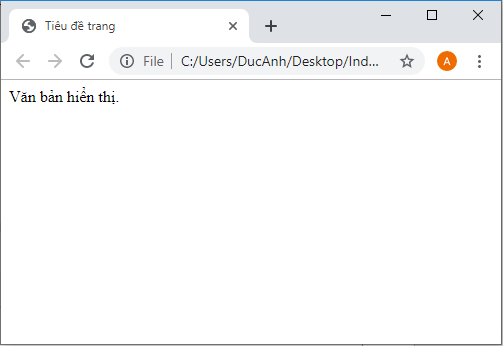 Tiêu đề trang
File
C:/Users/DucAnh/Desktop/Ind...
A
Văn bản hiển thị.